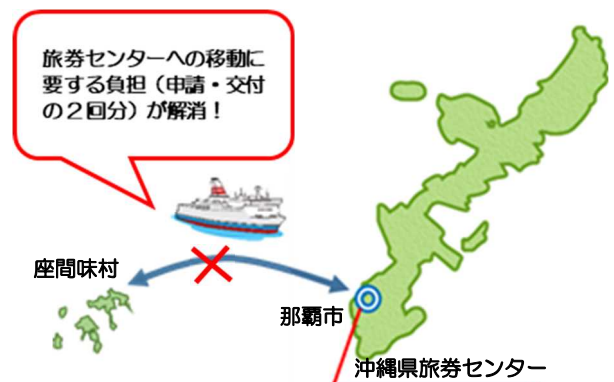 旅券センターへの移動に
要する負担（申請・交付
の２回分）が解消！
座間味村
那覇市
沖縄県旅券センター